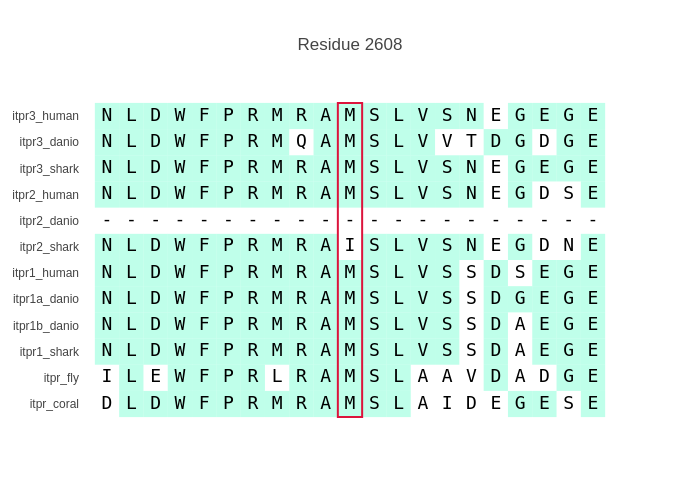 Residue 2608
itpr3_human N L D W F P R M R A M S L V S N E G E G E
itpr3_danio N L D W F P R M Q A M S L V V T D G D G E
itpr3_shark N L D W F P R M R A M S L V S N E G E G E
itpr2_human N L D W F P R M R A M S L V S N E G D S E
itpr2_danio - - - - - - - - - - - - - - - - - - - - -
itpr2_shark N L D W F P R M R A I S L V S N E G D N E
itpr1_human N L D W F P R M R A M S L V S S D S E G E
itpr1a_danio N L D W F P R M R A M S L V S S D G E G E
itpr1b_danio N L D W F P R M R A M S L V S S D A E G E
itpr1_shark N L D W F P R M R A M S L V S S D A E G E
itpr_fly I L E W F P R L R A M S L A A V D A D G E
itpr_coral D L D W F P R M R A M S L A I D E G E S E